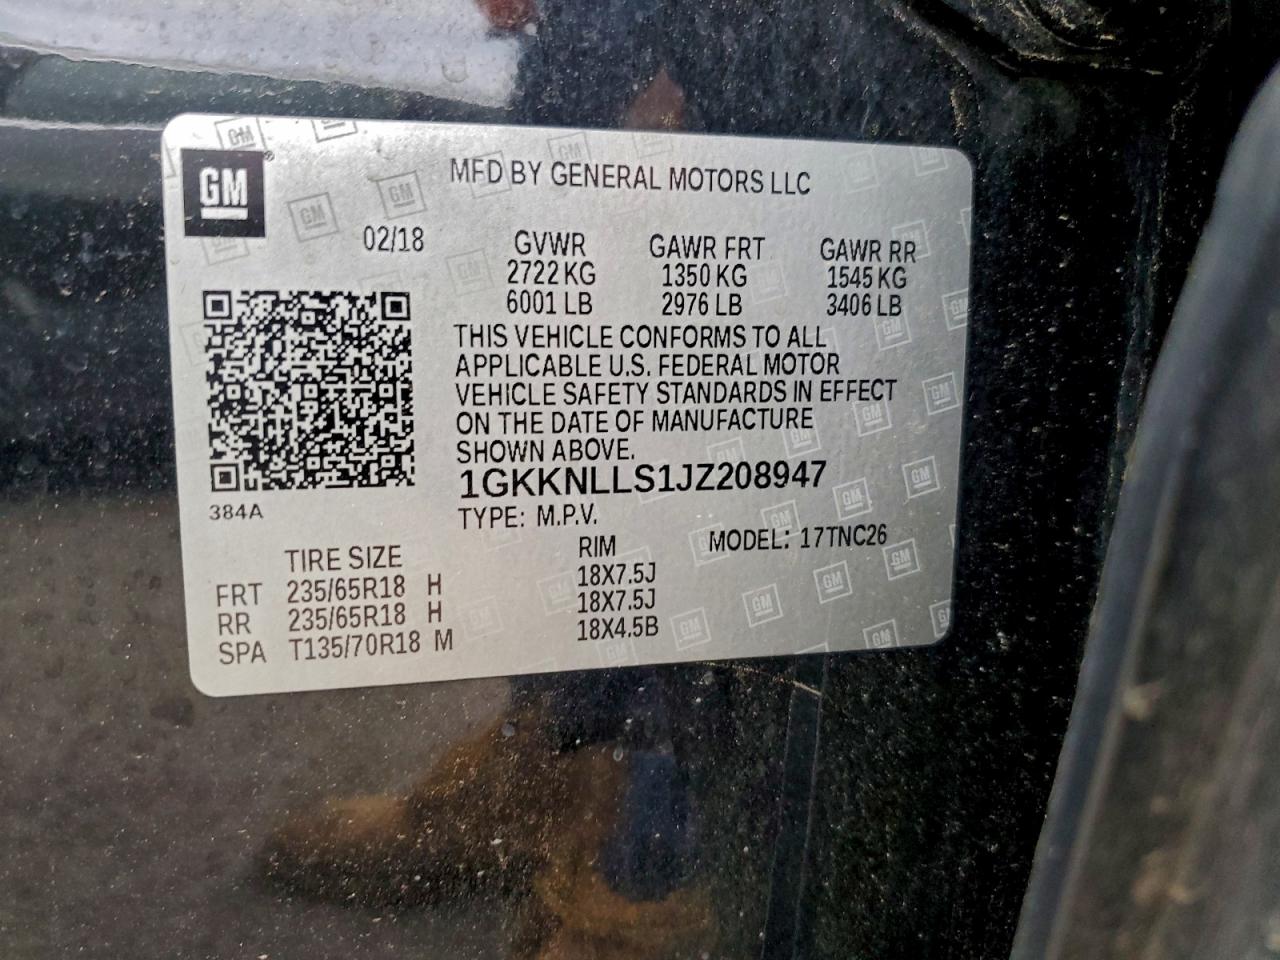 GM
MFD BY GENERAL MOTORS LLC
02/18 GVWR GAWR FRT GAWR RR
2722 KG 1350 KG 1545 KG
6001 LB 2976 LB 3406 LB
THIS VEHICLE CONFORMS TO ALL
APPLICABLE U.S. FEDERAL MOTOR
VEHICLE SAFETY STANDARDS IN EFFECT
ON THE DATE OF MANUFACTURE
SHOWN ABOVE.
1GKKNLLS1JZ208947
384A
TYPE: M.P.V. MODEL: 17TNC26
TIRE SIZE RIM
FRT 235/65R18 H 18X7.5J
RR 235/65R18 H 18X7.5J
SPA T135/70R18 M 18X4.5B